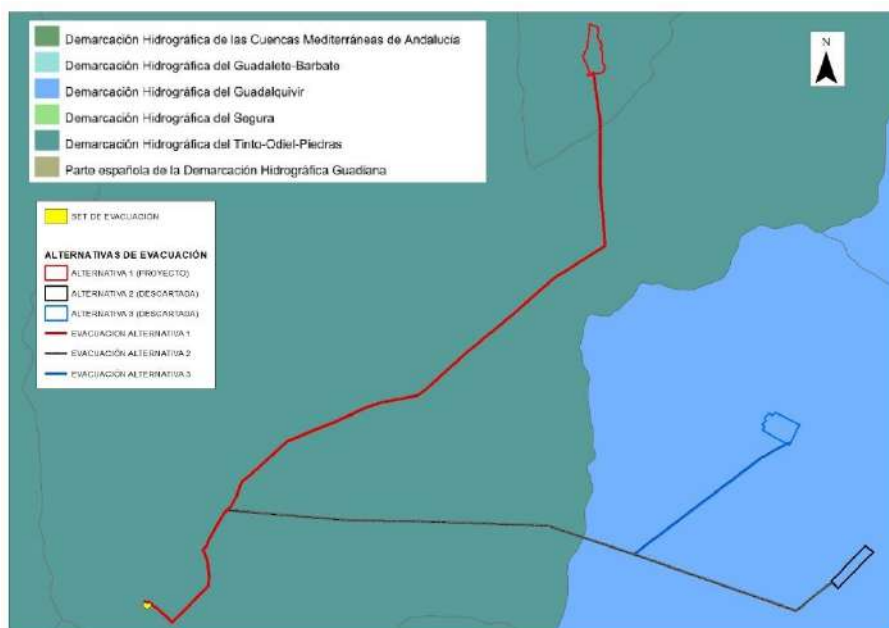 Demarcación Hidrográfica de las Cuencas Mediterráneas de Andalucía
Demarcación Hidrográfica del Guadalete-Barbate
Demarcación Hidrográfica del Guadalquivir
Demarcación Hidrográfica del Segura
Demarcación Hidrográfica del Tinto-Odiel-Piedras
Parte española de la Demarcación Hidrográfica Guadiana
N
SET DE EVACUACIÓN
ALTERNATIVAS DE EVACUACIÓN
ALTERNATIVA 1 (PROYECTO)
ALTERNATIVA 2 (DESCARTADA)
ALTERNATIVA 3 (DESCARTADA)
EVACUACIÓN ALTERNATIVA 1
EVACUACIÓN ALTERNATIVA 2
EVACUACIÓN ALTERNATIVA 3